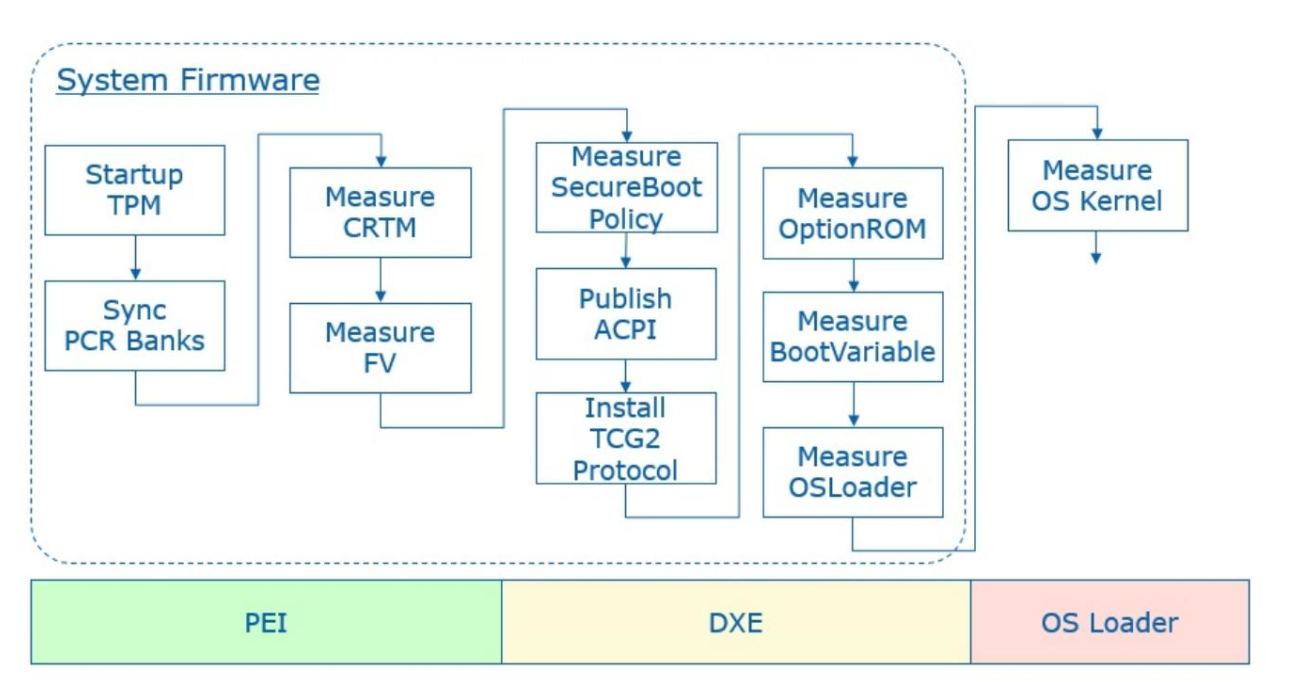 System Firmware
Startup
TPM
Sync
PCR Banks
Measure
CRTM
Measure
FV
Measure
SecureBoot
Policy
Publish
ACPI
Install
TCG2
Protocol
Measure
OptionROM
Measure
BootVariable
Measure
OSLoader
Measure
OS Kernel
PEI
DXE
OS Loader